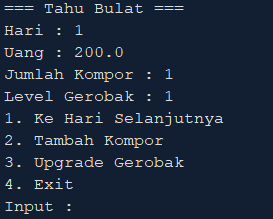 === Tahu Bulat ===
Hari : 1
Uang : 200.0
Jumlah Kompor : 1
Level Gerobak : 1
1. Ke Hari Selanjutnya
2. Tambah Kompor
3. Upgrade Gerobak
4. Exit
Input :